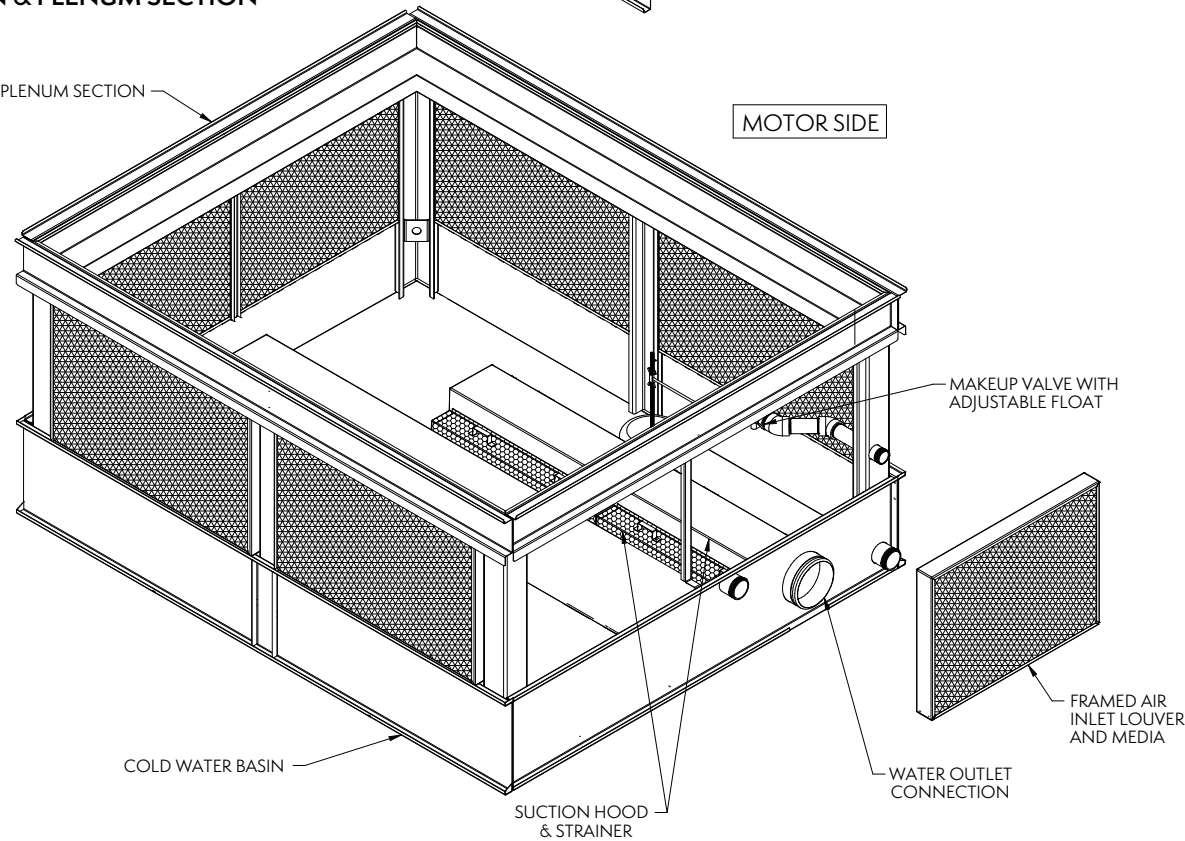 & PLENUM SECTION
PLENUM SECTION
MOTOR SIDE
MAKEUP VALVE WITH
ADJUSTABLE FLOAT
FRAMED AIR
INLET LOUVER
AND MEDIA
WATER OUTLET
CONNECTION
COLD WATER BASIN
SUCTION HOOD
& STRAINER